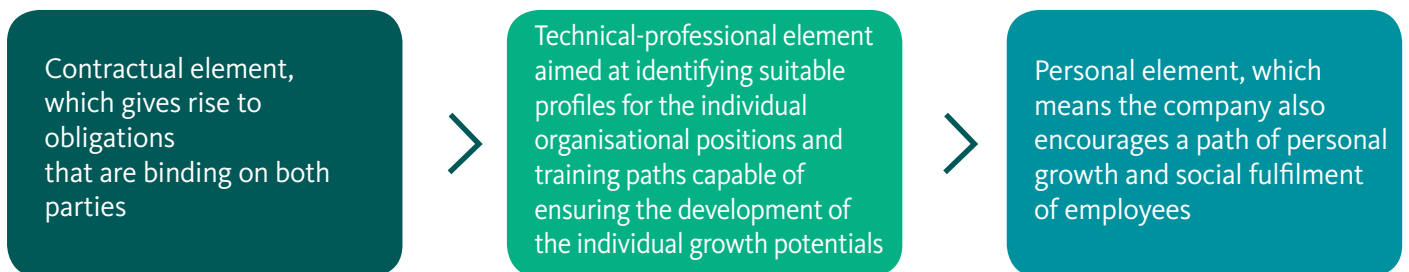 Contractual element,
which gives rise to
obligations
that are binding on both
parties
Technical-professional element
aimed at identifying suitable
profiles for the individual
organisational positions and
training paths capable of
ensuring the development of
the individual growth potentials
Personal element, which
means the company also
encourages a path of personal
growth and social fulfilment
of employees